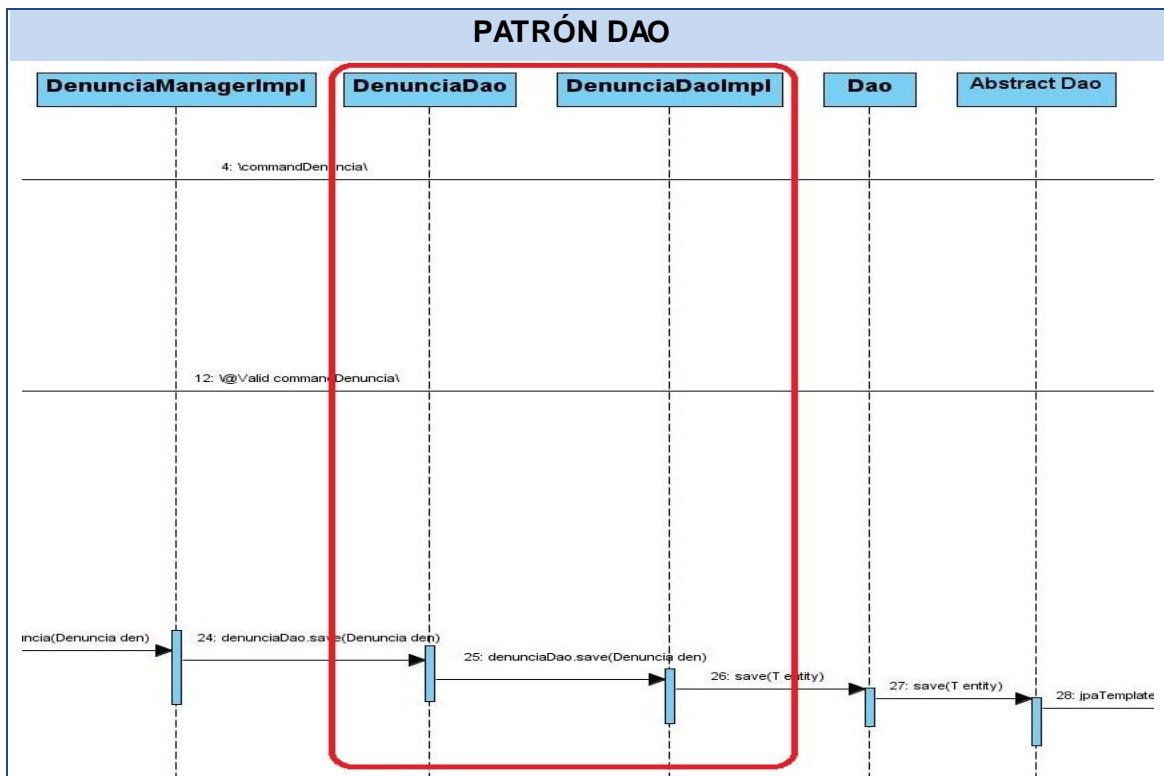 PATRÓN DAO
DenunciaManagerImpl DenunciaDao DenunciaDaoImpl Dao Abstract Dao
4: \commandDenuncia\
12: \@Valid commandDenuncia\
uncia(Denuncia den) 24: denunciaDao.save(Denuncia den)
25: denunciaDao.save(Denuncia den)
26: save(T entity)
27: save(T entity)
28: jpaTemplate